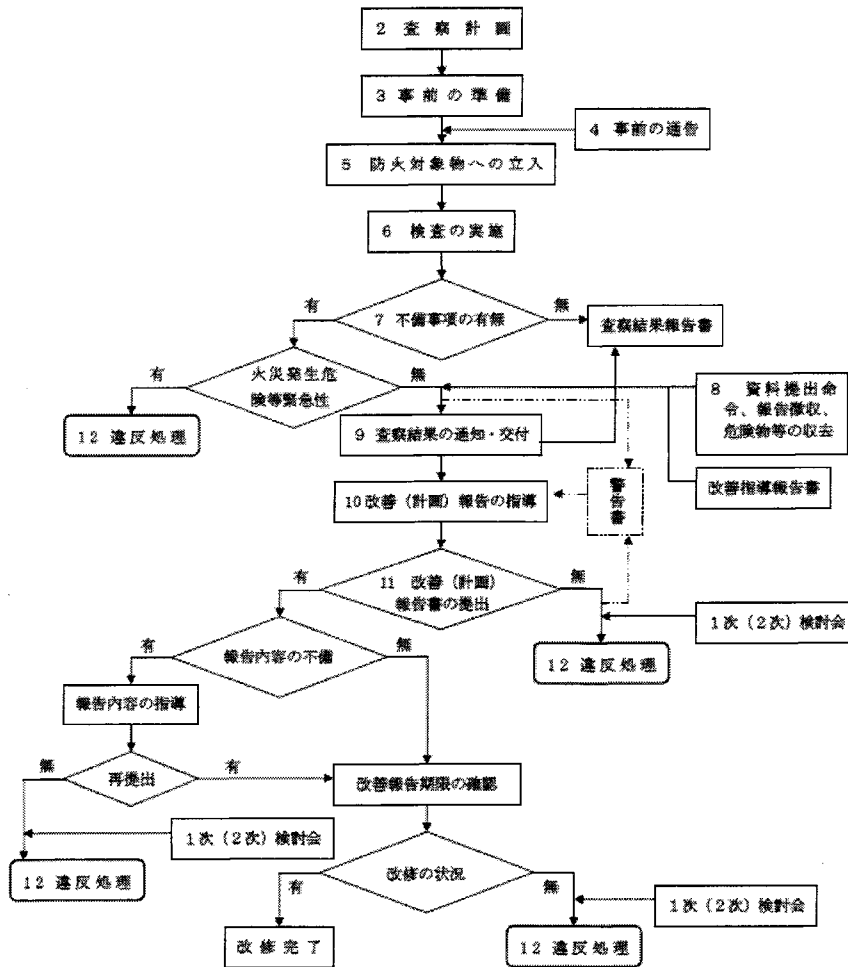 2 査察計画
3 事前の準備
4 事前の通告
5 防火対象物への立入
6 検査の実施
有
無
7 不備事項の有無
査察結果報告書
有
火災発生危
険等緊急性
無
8 資料提出命
令、報告徴収、
危険物等の収去
12 違反処理
9 査察結果の通知・交付
改善指導報告書
警告書
10改善（計画）報告の指導
有
11 改善（計画）
報告書の提出
無
1次（2次）検討会
有
報告内容の不備
無
12 違反処理
報告内容の指導
無
再提出
有
改善報告期限の確認
1次（2次）検討会
12 違反処理
改修の状況
有
無
1次（2次）検討会
改修完了
12 違反処理